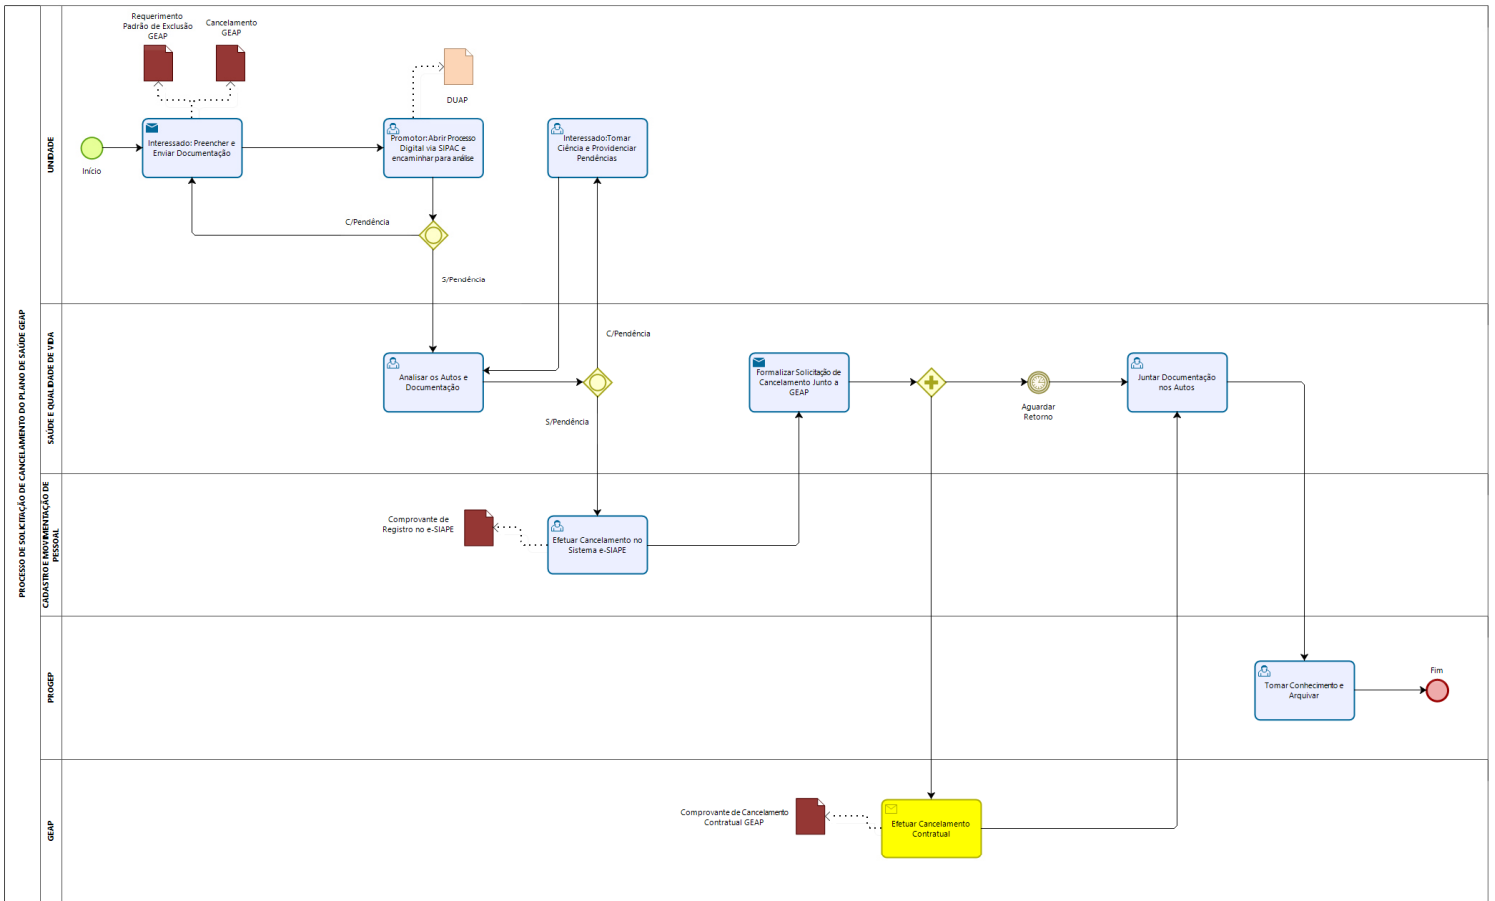 PROCESSO DE SOLICITAÇÃO DE CANCELAMENTO DO PLANO DE SAÚDE GEAP
UNIDADE
Requerimento
Padrão de Exclusão
GEAP
Cancelamento
GEAP
DUAP
Início
Interessado: Preencher e
Enviar Documentação
Promotor: Abrir Processo
Digital via SIPAC e
encaminhar para análise
Interessado:Tomar
Ciência e Providenciar
Pendências
C/Pendência
S/Pendência
SAÚDE E QUALIDADE DE VIDA
C/Pendência
Analisar os Autos e
Documentação
S/Pendência
Formalizar Solicitação de
Cancelamento Junto a
GEAP
Aguardar
Retorno
Juntar Documentação
nos Autos
CADASTRO E MOVIMENTAÇÃO DE
PESSOAL
Comprovante de
Registro no e-SIAPE
Efetuar Cancelamento no
Sistema e-SIAPE
PROGEP
Tomar Conhecimento e
Arquivar
Fim
GEAP
Comprovante de Cancelamento
Contratual GEAP
Efetuar Cancelamento
Contratual